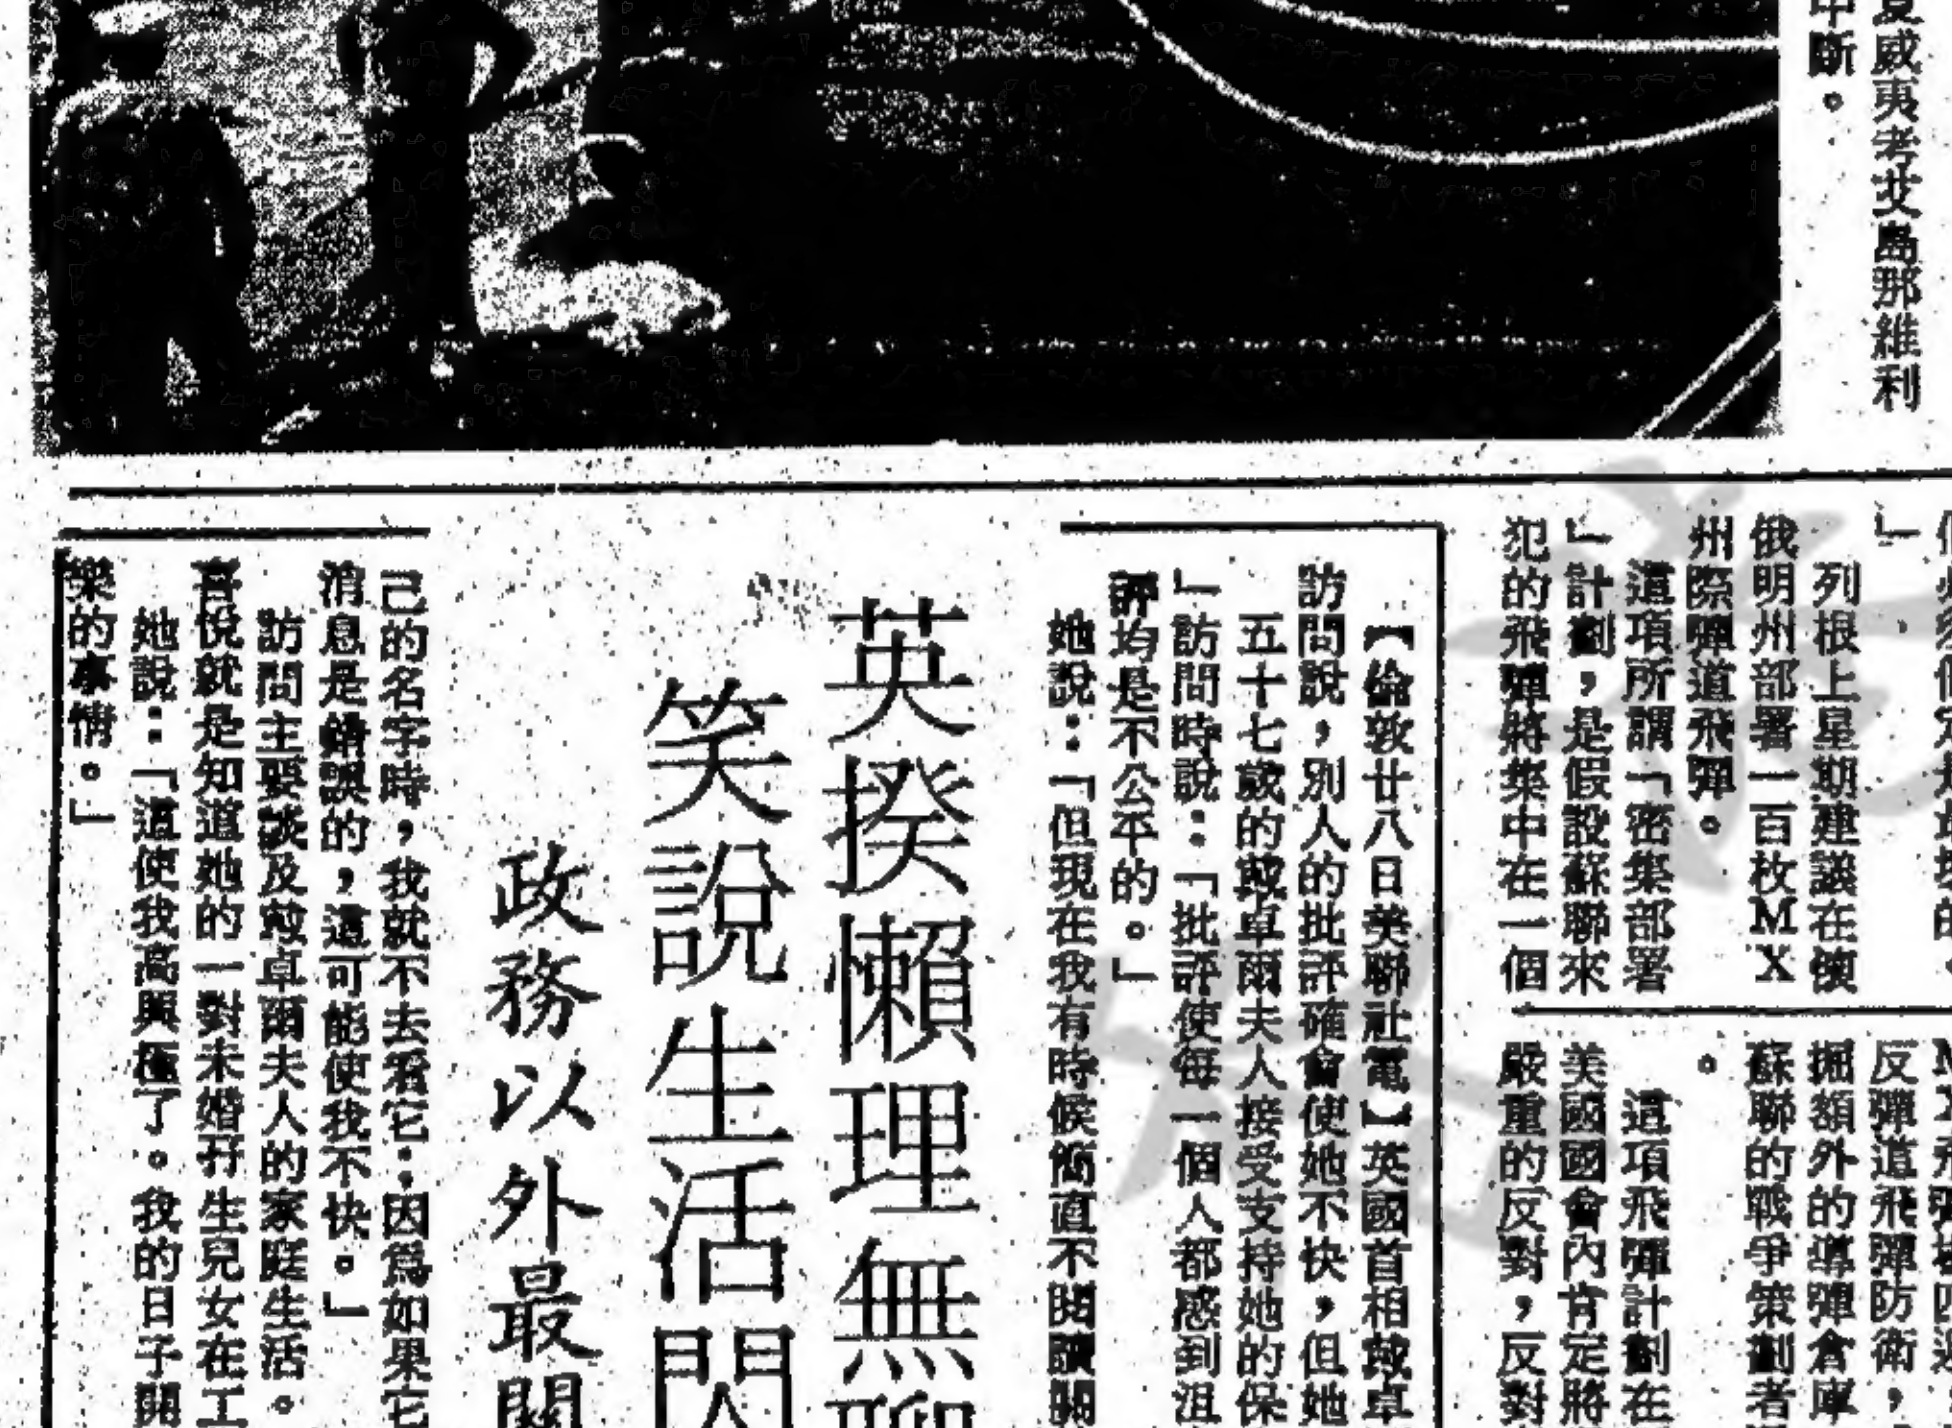 夏威夷考艾島那維利
中斷。
列根上星期建議在懷
俄明州部署一百枚MX
州際彈道飛彈。
這項所謂「密集部署
」計劃，是假設蘇聯來
犯的飛彈將集中在一個
反彈道飛彈防衛，
掘額外的導彈倉庫
蘇聯的戰爭策劃者
。
這項飛彈計劃在
美國國會內肯定將
嚴重的反對，反對
【倫敦廿八日美聯社電】英國首相戴卓
訪問說，別人的批評確會使她不快，但她
五十七歲的戴卓爾夫人接受支持她的保
」訪問時說：「批評使每一個人都感到沮
評均是不公平的。」
她說：「但現在我有時候簡直不閱讀關
英揆懶理無聊
笑說生活閃
政務以外最關
己的名字時，我就不去看它；因爲如果它
消息是錯誤的，這可能使我不快。」
訪問主要談及戴卓爾夫人的家庭生活。
喜悅就是知道她的一對未婚孖生兒女在工
她說：「這使我高興極了。我的日子開
樂的事情。」